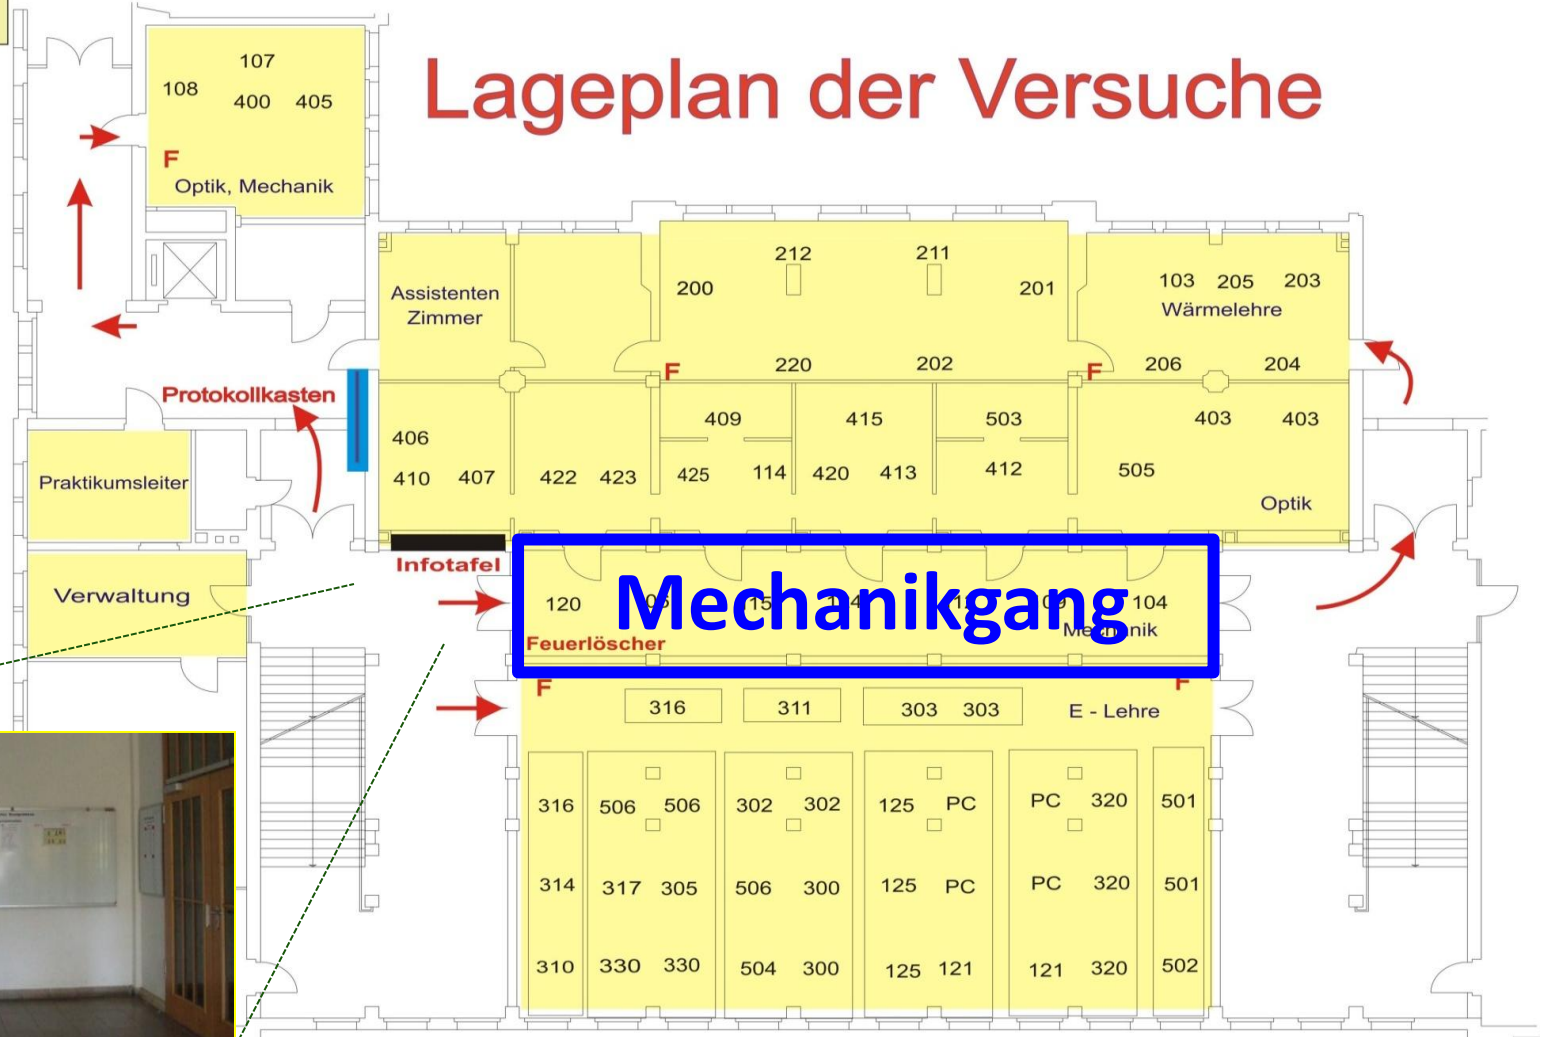 Lageplan der Versuche
107
108 400 405
F
Optik, Mechanik
Assistenten
Zimmer
212 211
200 201
220 202
F
103 205 203
Wärmelehre
206 204
F
Protokollkasten
406
410 407
422 423
409
425 114
415
420 413
503
412
403 403
505
Optik
Praktikumsleiter
Infotafel
Verwaltung
Mechanikgang
120 104
Mechanik
Feuerlöscher
F F
316 311 303 303 E - Lehre
316 506 506 302 302 125 PC PC 320 501
314 317 305 506 300 125 PC PC 320 501
310 330 330 504 300 125 121 121 320 502